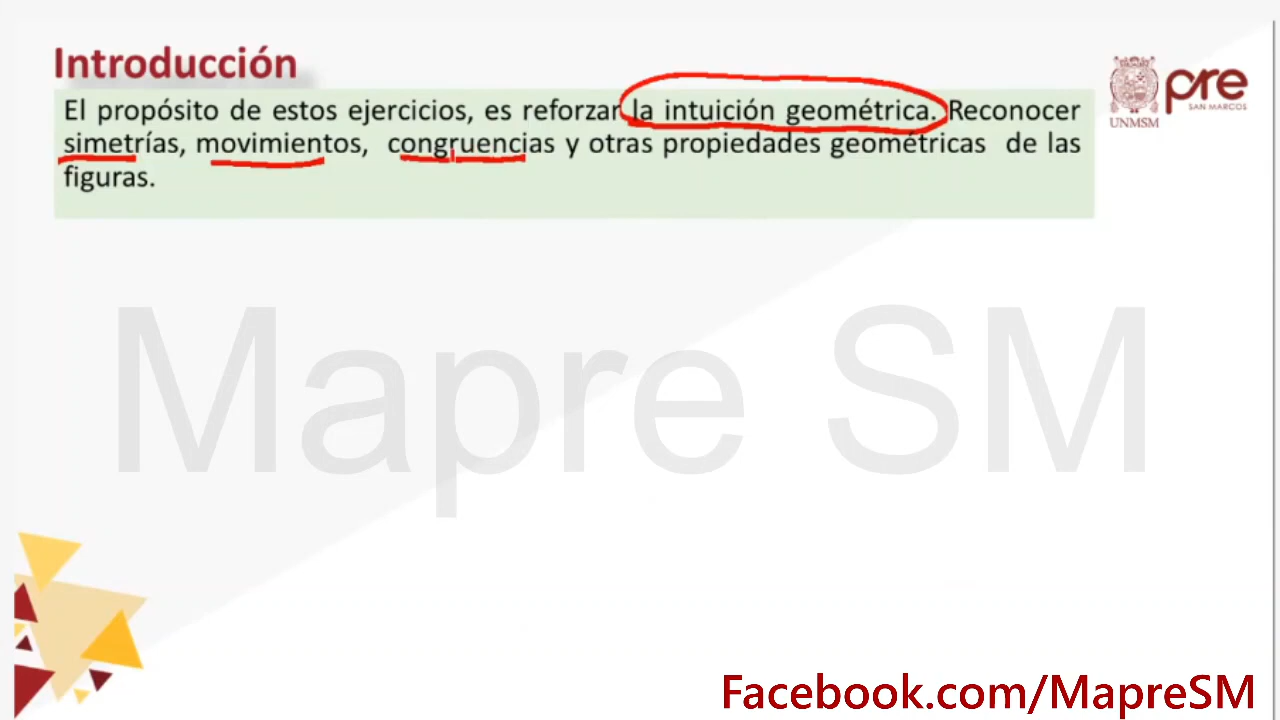 Introducción
El propósito de estos ejercicios, es reforzar la intuición geométrica. Reconocer
simetrías, movimientos, congruencias y otras propiedades geométricas de las
figuras.
UNMSM
pre
SAN MARCOS
Mapre SM
Facebook.com/MapreSM